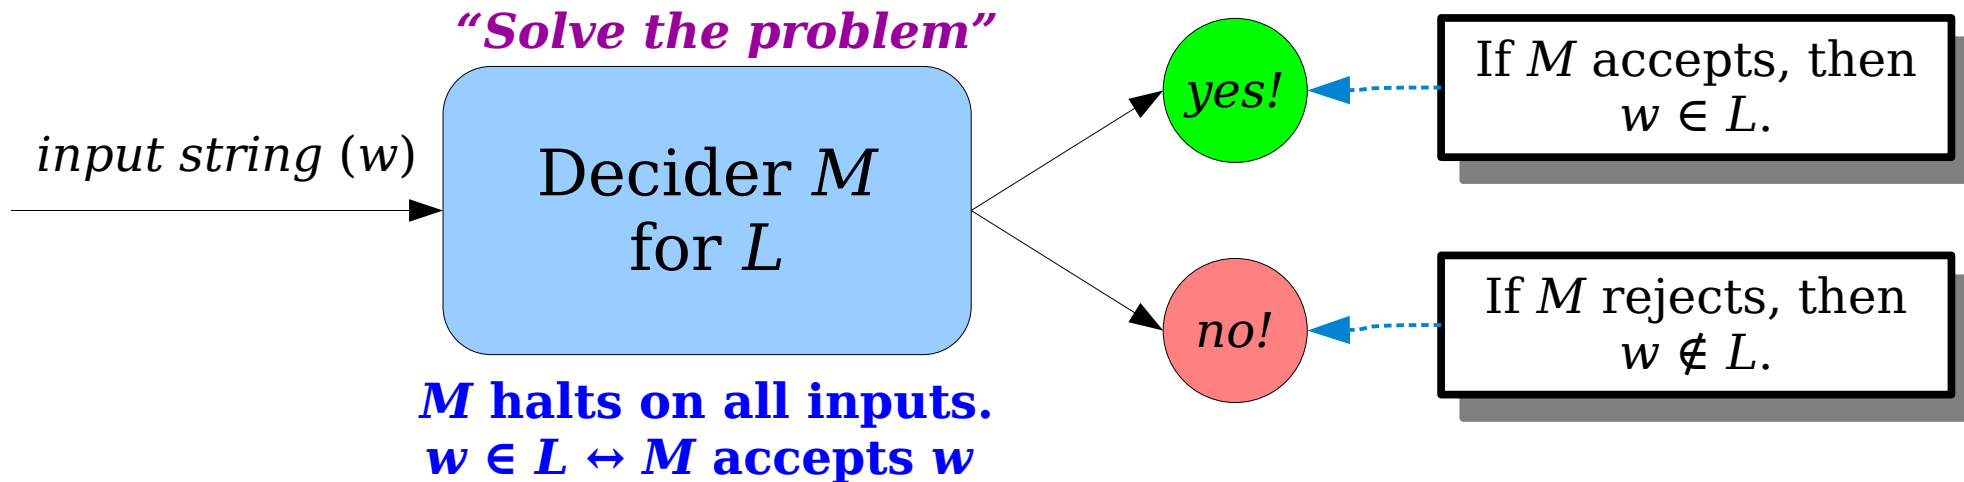 “Solve the problem”
input string (w)
Decider M
for L
M halts on all inputs.
w ∈ L ↔ M accepts w
yes!
If M accepts, then
w ∈ L.
no!
If M rejects, then
w ∉ L.